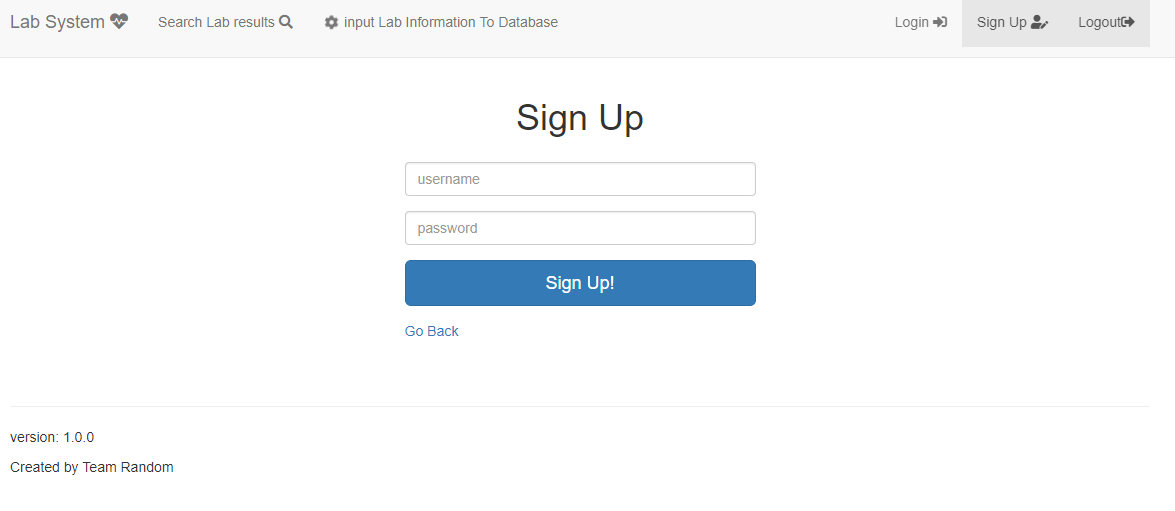 Lab System Search Lab results input Lab Information To Database Login Sign Up Logout
Sign Up
username
password
Sign Up!
Go Back
version: 1.0.0
Created by Team Random